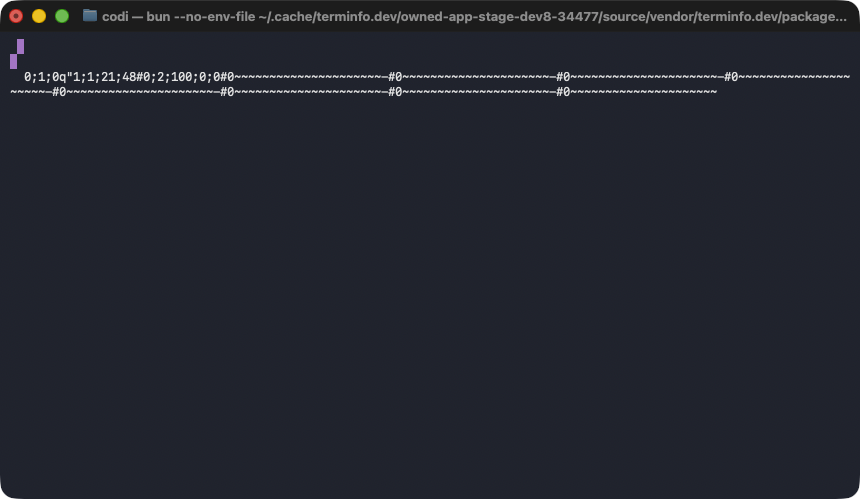 codi — bun --no-env-file ~/.cache/terminfo.dev/owned-app-stage-dev8-34477/source/vendor/terminfo.dev/package...
0;1;0q"1;1;21;48#0;2;100;0;0#0~~~~~~~~~~~~~~~~~~~~~-#0~~~~~~~~~~~~~~~~~~~~~-#0~~~~~~~~~~~~~~~~~~~~~-#0~~~~~~~~~~~~~~~~
~~~~~-#0~~~~~~~~~~~~~~~~~~~~~-#0~~~~~~~~~~~~~~~~~~~~~-#0~~~~~~~~~~~~~~~~~~~~~-#0~~~~~~~~~~~~~~~~~~~~~